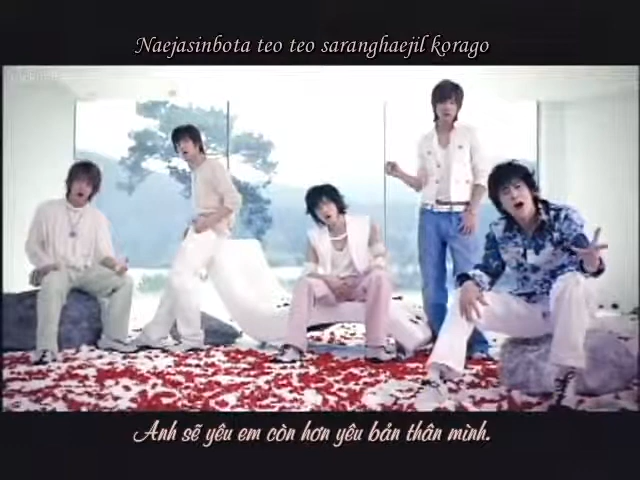 Naejasinbota teo teo saranghaejil korago
Anh sẽ yêu em còn hơn yêu bản thân mình.